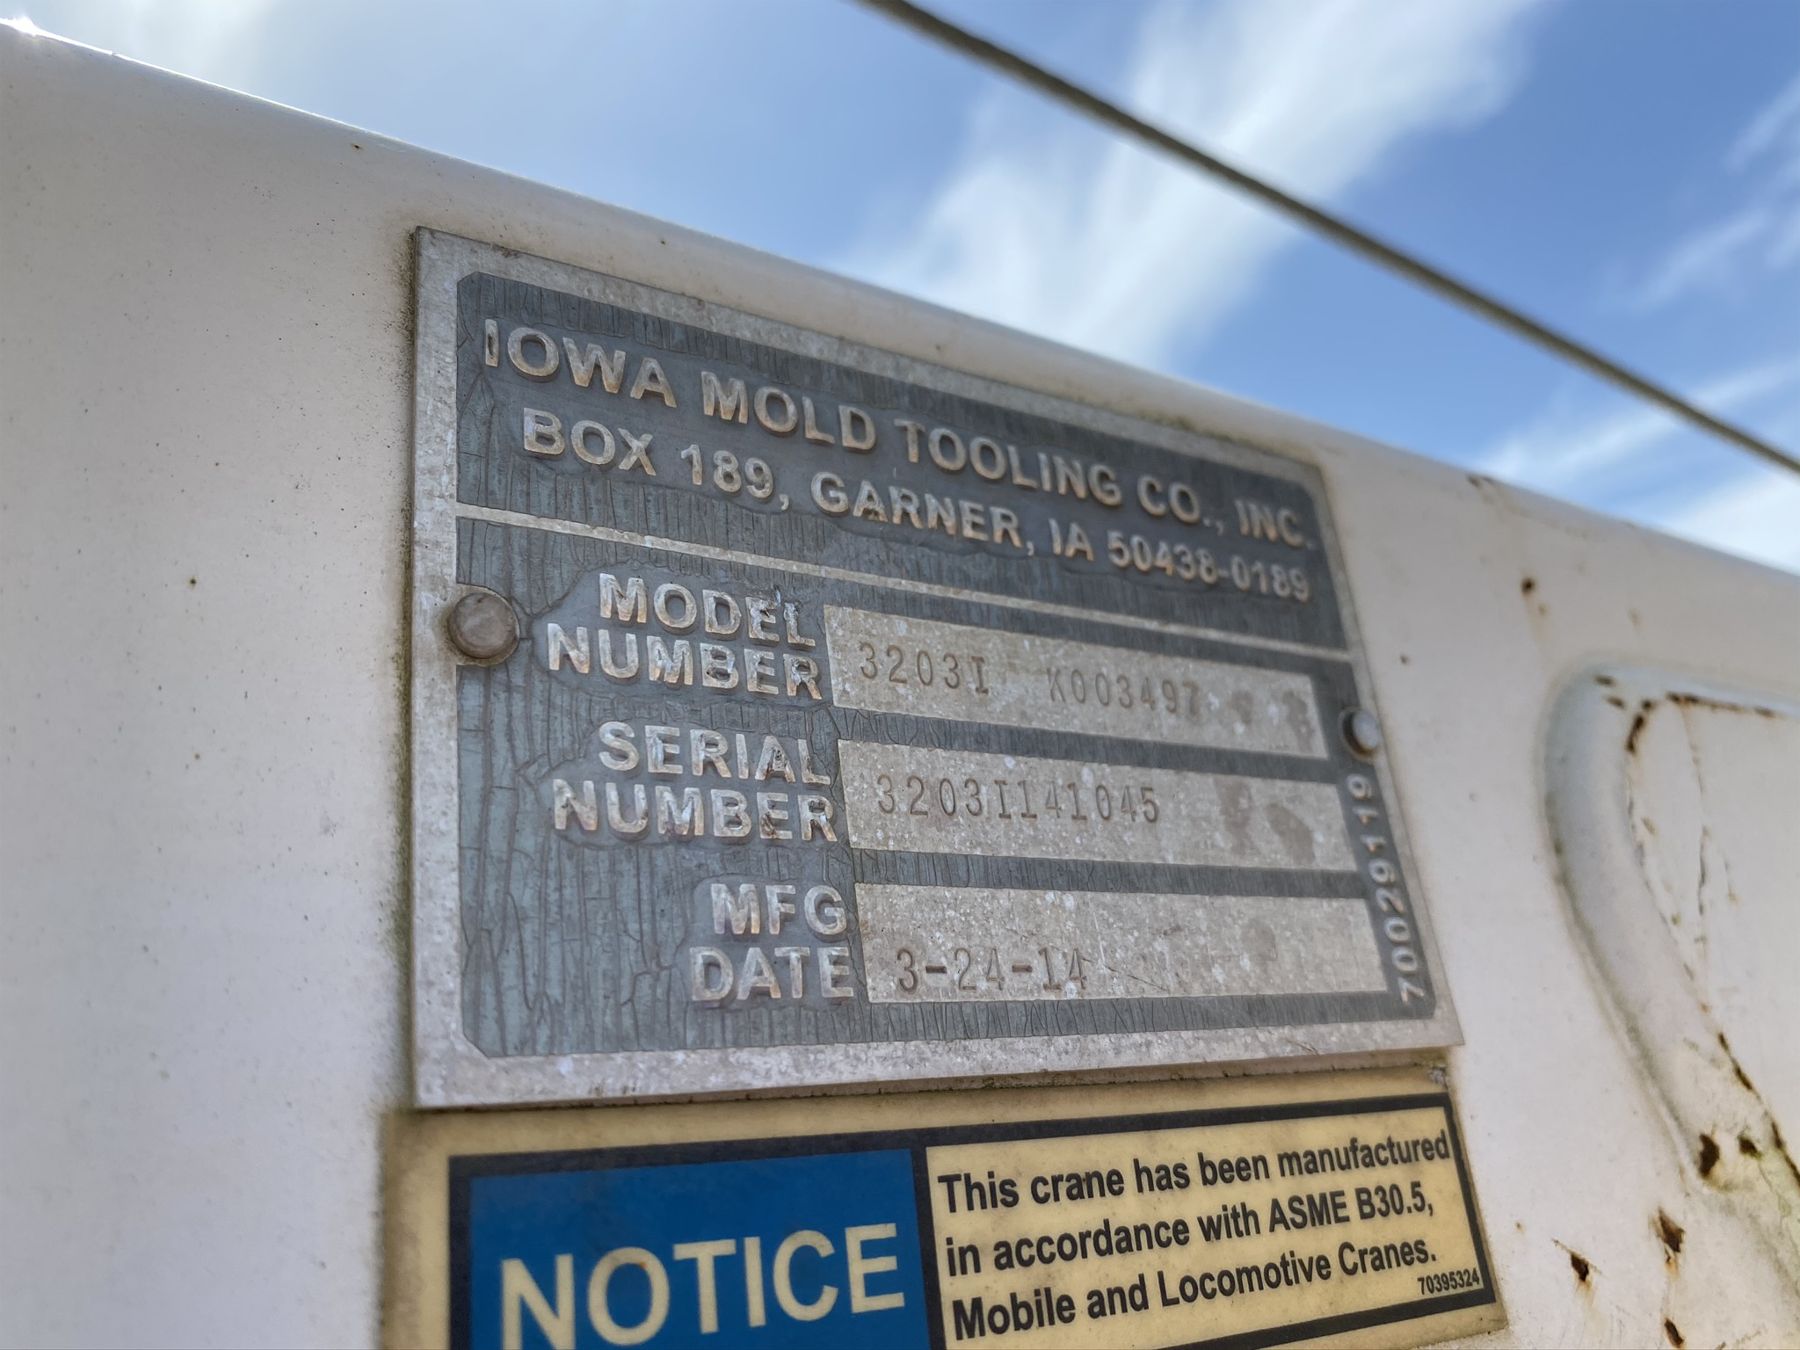 IOWA MOLD TOOLING CO., INC.
BOX 189, GARNER, IA 50438-0189
MODEL
NUMBER
3203I K003497
SERIAL
NUMBER
3203I141045
MFG
DATE
3-24-14
70029119
NOTICE
This crane has been manufactured
in accordance with ASME B30.5,
Mobile and Locomotive Cranes.
70395324